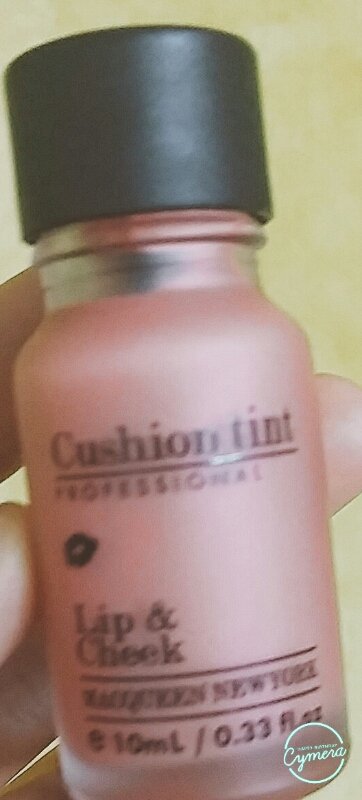 Cushion tint
PROFESSIONAL
Lip &
Cheek
MACQUEEN NEWYORK
℮ 10mL / 0.33 fl.oz
Cymera